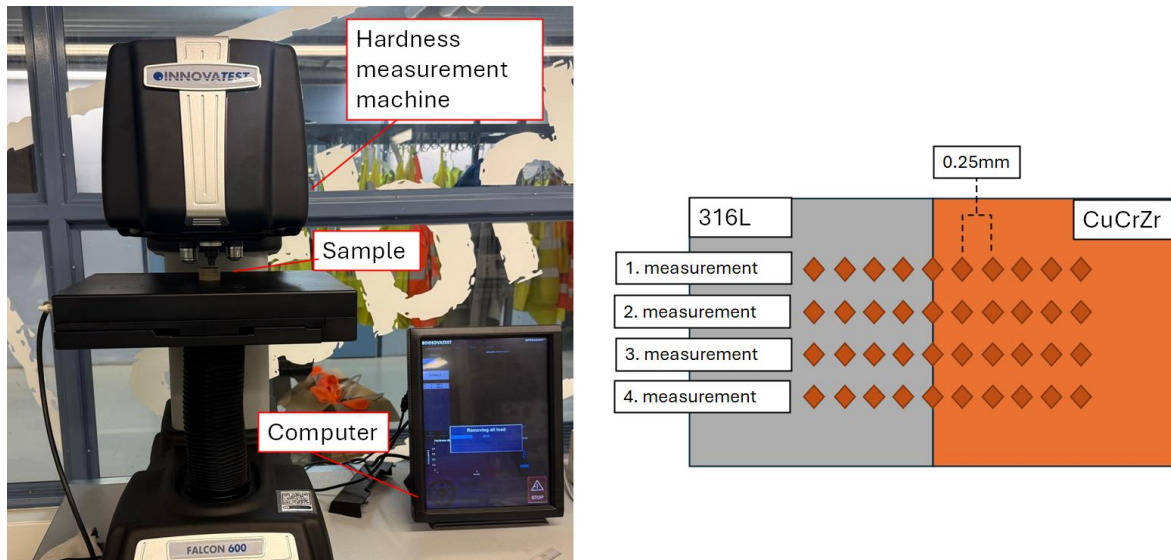 INNOVATEST
Hardness
measurement
machine
Sample
Computer
INNOVATEST
Removing all load
STOP
FALCON 600
0.25mm
316L
CuCrZr
1. measurement
2. measurement
3. measurement
4. measurement